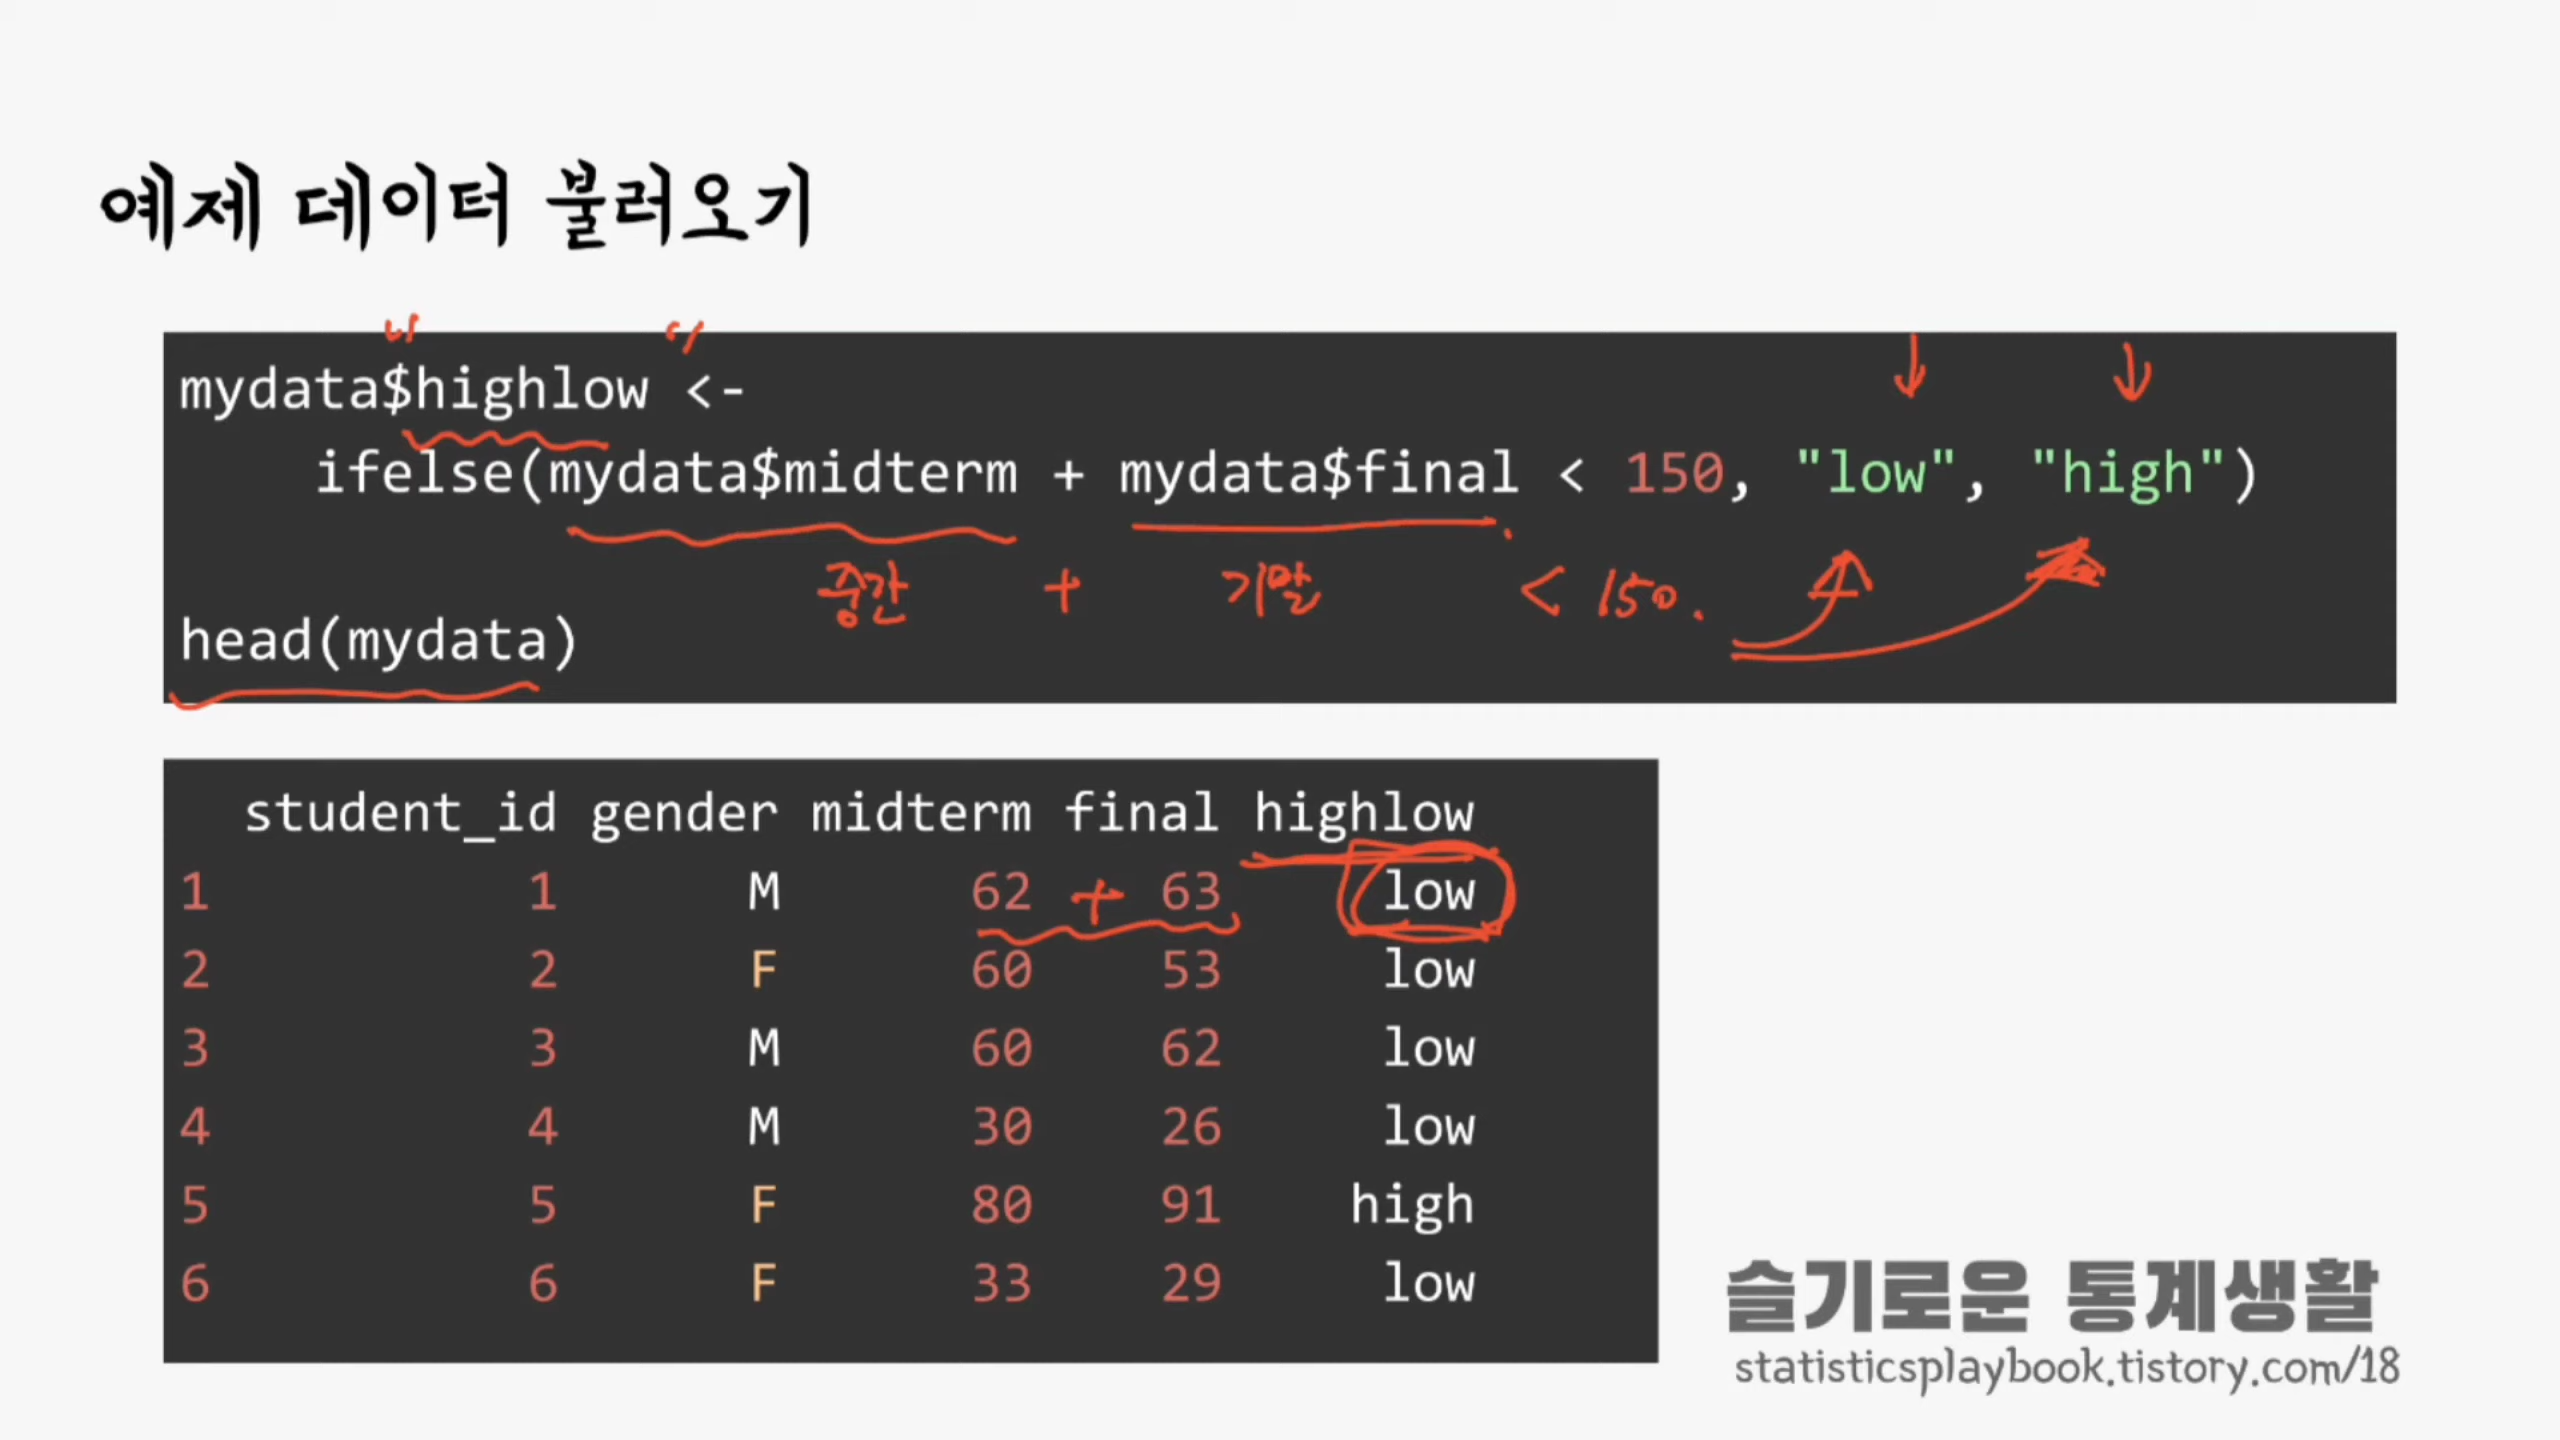 예제 데이터 불러오기
" "
mydata$highlow <-
ifelse(mydata$midterm + mydata$final < 150, "low", "high")
중간 + 기말 < 150.
head(mydata)
student_id gender midterm final highlow
1 1 M 62 + 63 low
2 2 F 60 53 low
3 3 M 60 62 low
4 4 M 30 26 low
5 5 F 80 91 high
6 6 F 33 29 low
슬기로운 통계생활
statisticsplaybook.tistory.com/18